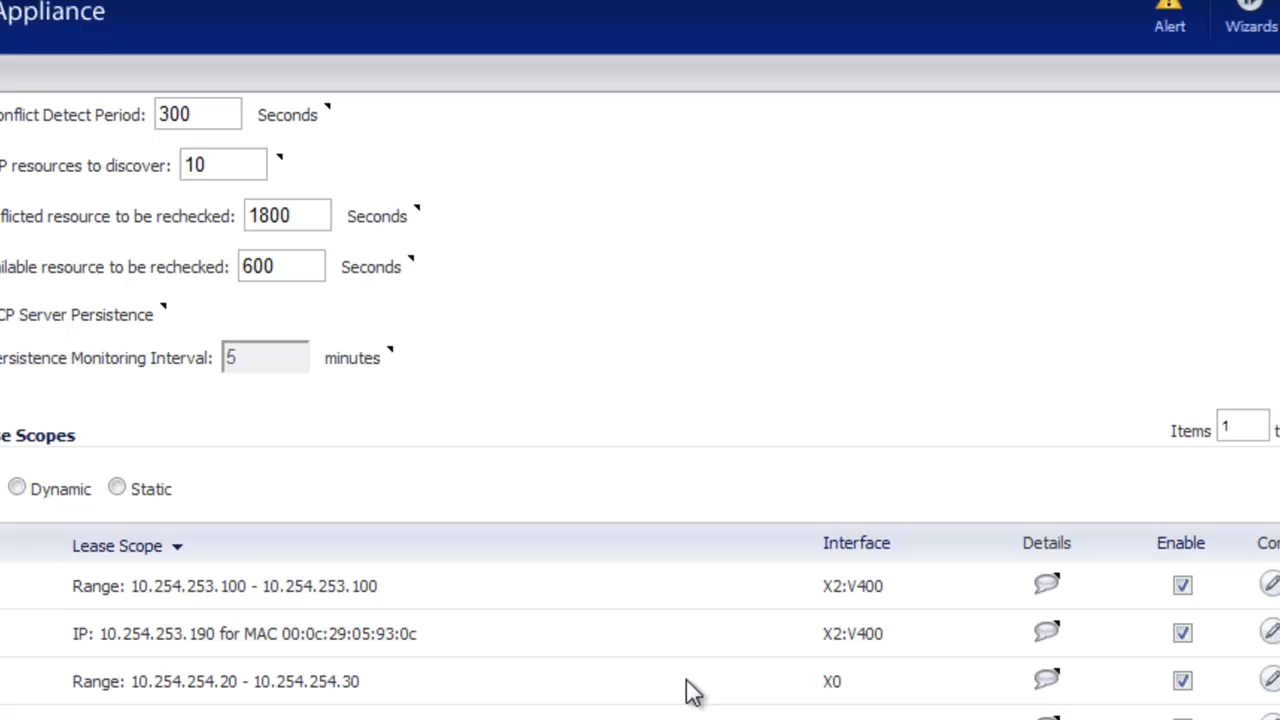 Appliance
Alert
Wizards
onflict Detect Period: 300 Seconds
P resources to discover: 10
flicted resource to be rechecked: 1800 Seconds
ilable resource to be rechecked: 600 Seconds
CP Server Persistence
ersistence Monitoring Interval: 5 minutes
e Scopes
Items 1 t
Dynamic Static
Lease Scope Interface Details Enable Con
Range: 10.254.253.100 - 10.254.253.100 X2:V400
IP: 10.254.253.190 for MAC 00:0c:29:05:93:0c X2:V400
Range: 10.254.254.20 - 10.254.254.30 X0